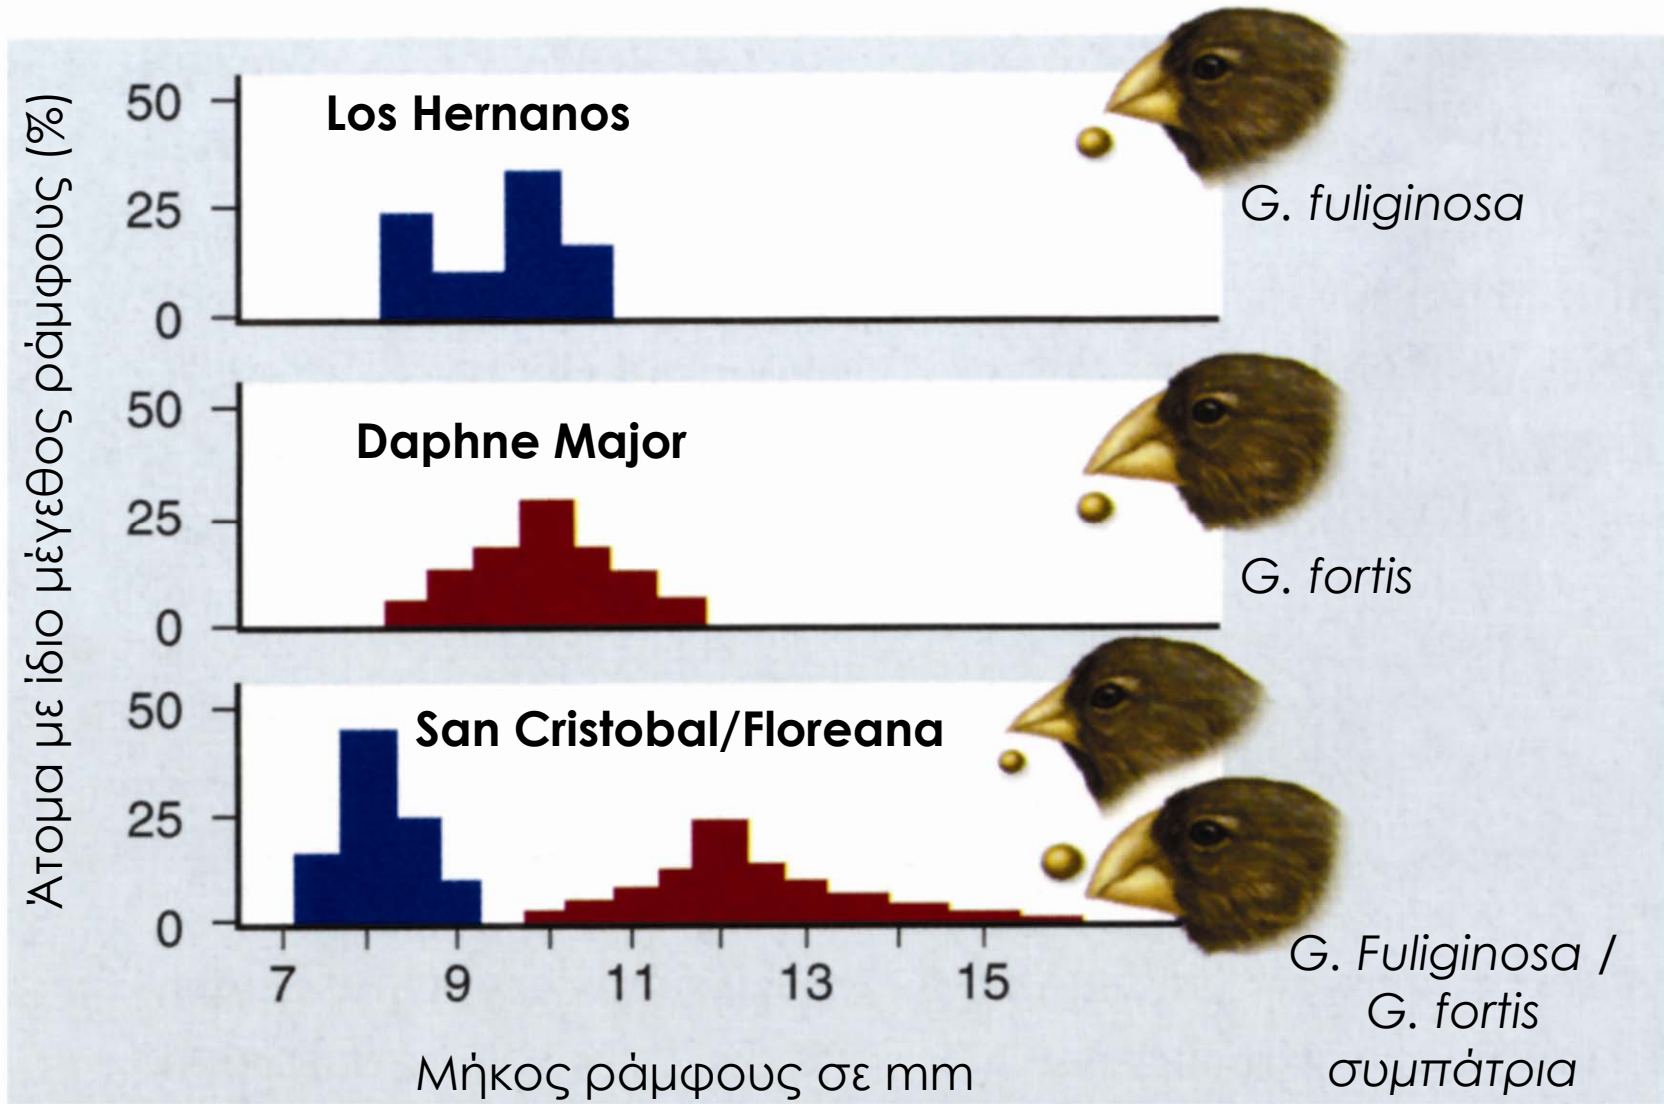 Άτομα με ίδιο μέγεθος ράμφους (%)
50
Los Hernanos
25
0
G. fuliginosa
50
Daphne Major
25
0
G. fortis
50
San Cristobal/Floreana
25
0
7 9 11 13 15
G. Fuliginosa /
G. fortis
συμπάτρια
Μήκος ράμφους σε mm